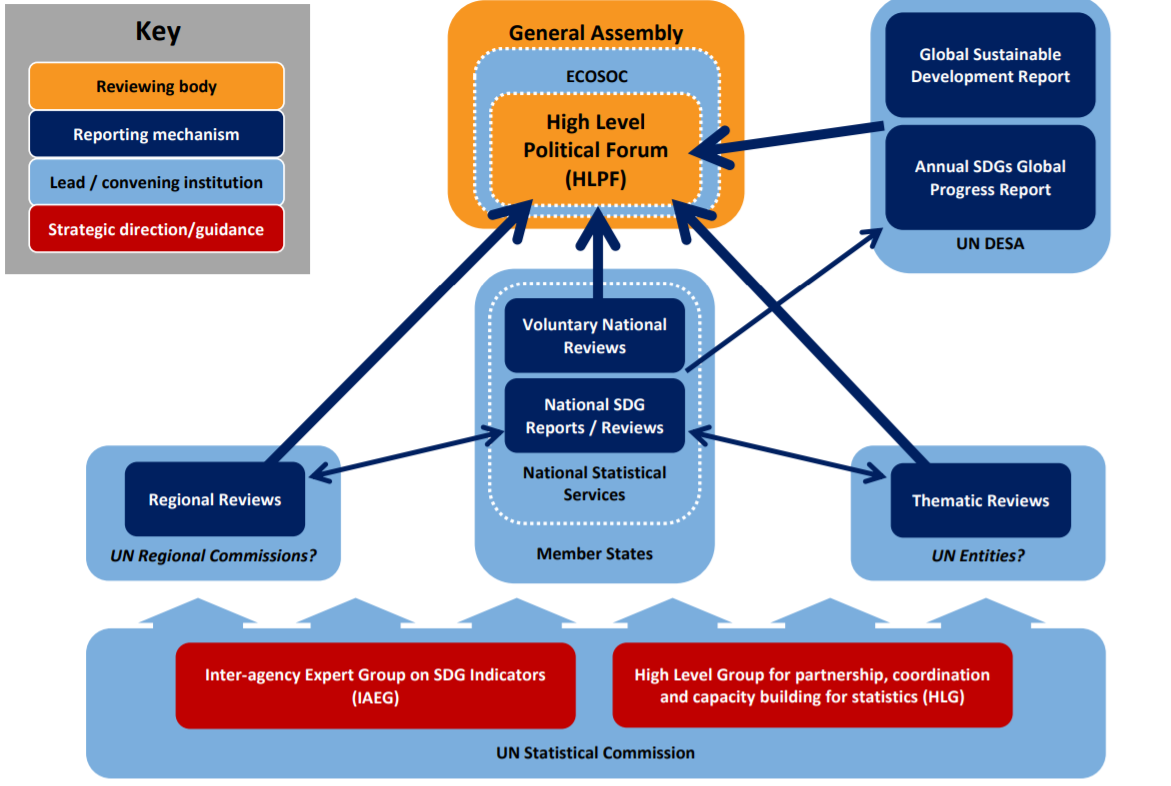 Key
Reviewing body
Reporting mechanism
Lead / convening institution
Strategic direction/guidance
General Assembly
ECOSOC
High Level
Political Forum
(HLPF)
Global Sustainable
Development Report
Annual SDGs Global
Progress Report
UN DESA
Voluntary National
Reviews
National SDG
Reports / Reviews
National Statistical
Services
Member States
Regional Reviews
UN Regional Commissions?
Thematic Reviews
UN Entities?
Inter-agency Expert Group on SDG Indicators
(IAEG)
High Level Group for partnership, coordination
and capacity building for statistics (HLG)
UN Statistical Commission